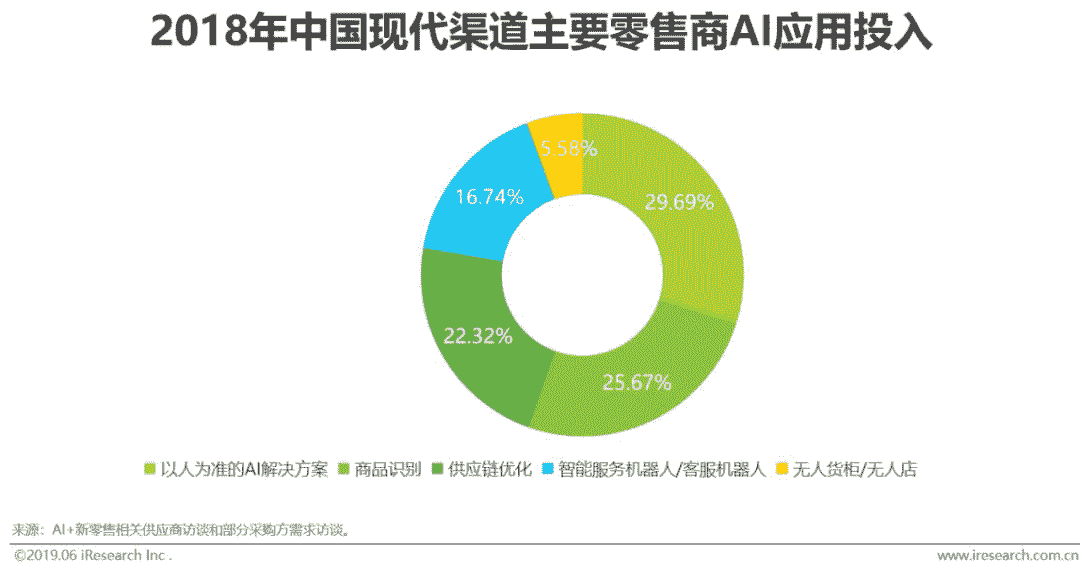 2018年中国现代渠道主要零售商AI应用投入
5.58%
29.69%
16.74%
22.32%
25.67%
以人为准的AI解决方案 商品识别 供应链优化 智能服务机器人/客服机器人 无人货柜/无人店
来源：AI+新零售相关供应商访谈和部分采购方需求访谈。
©2019.06 iResearch Inc .
www.iresearch.com.cn